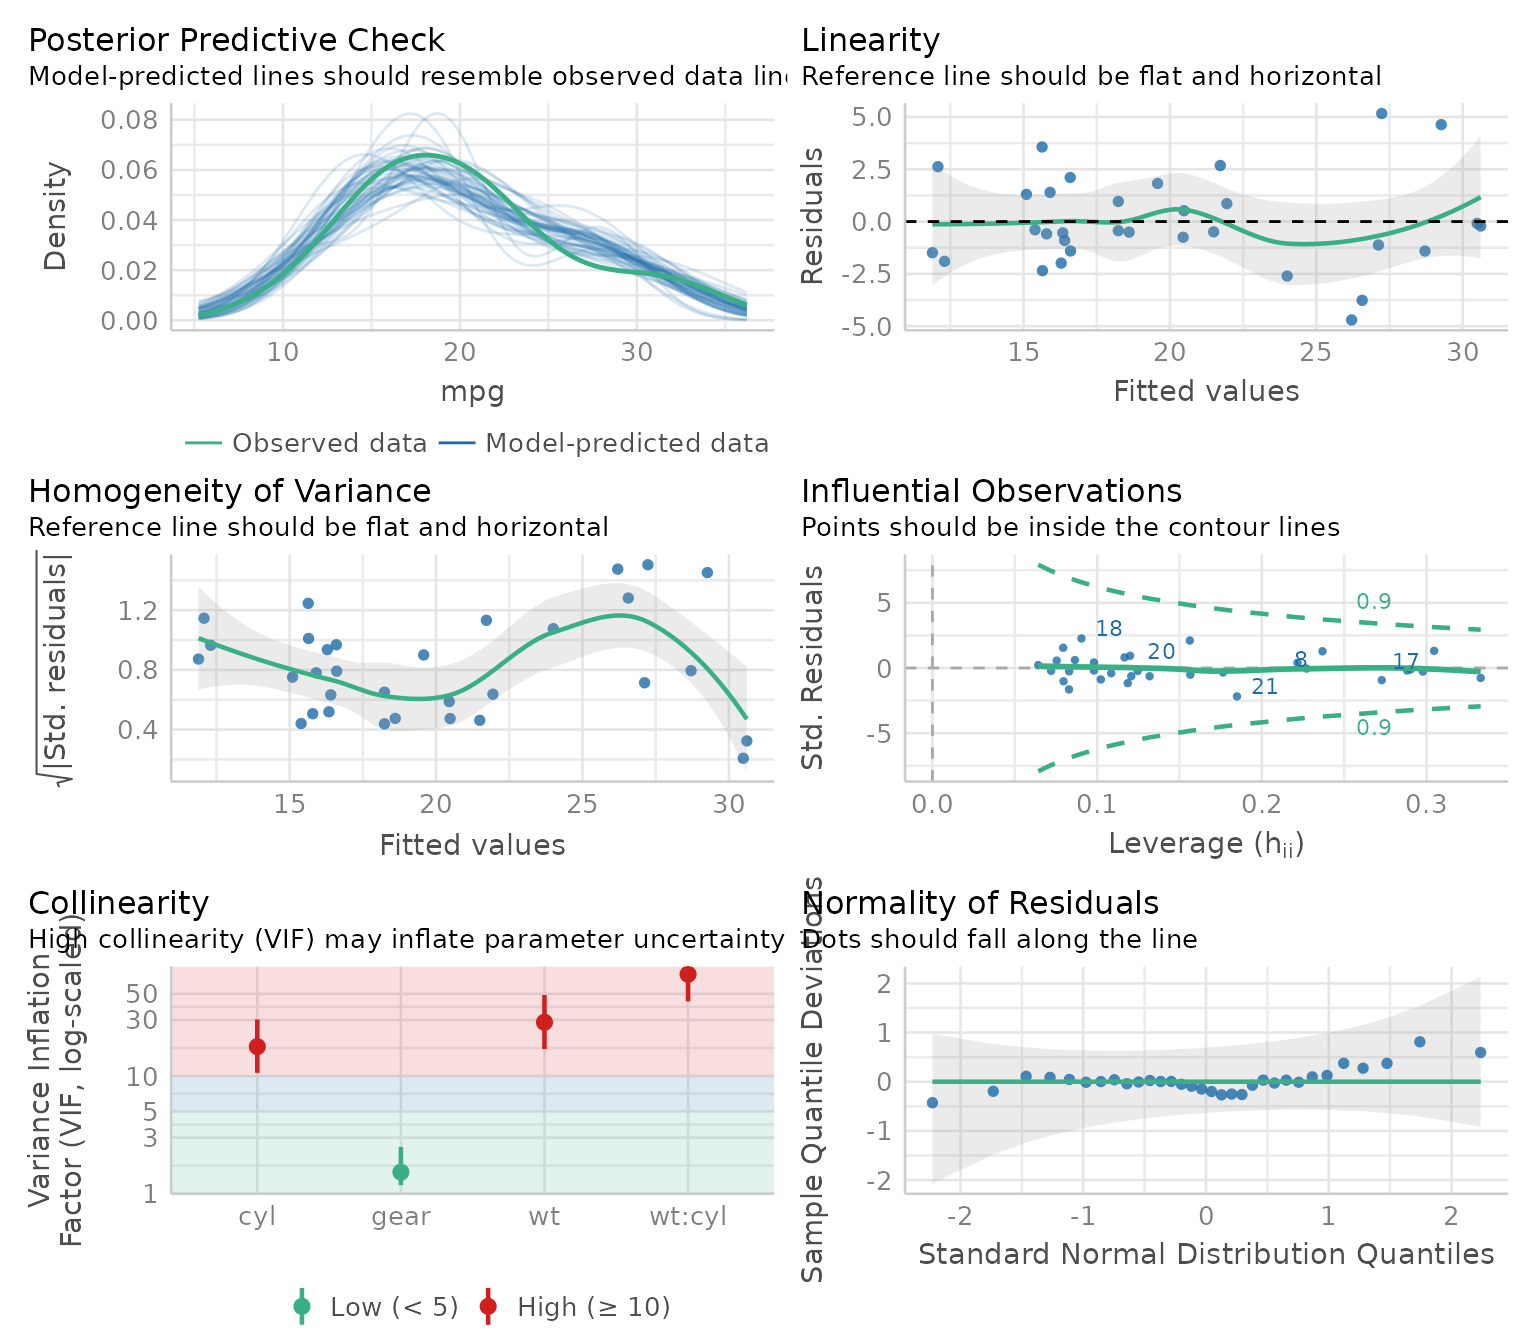 Posterior Predictive Check
Model-predicted lines should resemble observed data line
0.08
0.06
0.04
0.02
0.00
Density
10
20
30
mpg
Observed data
Model-predicted data
Linearity
Reference line should be flat and horizontal
5.0
2.5
0.0
-2.5
-5.0
Residuals
15
20
25
30
Fitted values
Homogeneity of Variance
Reference line should be flat and horizontal
1.2
0.8
0.4
√|Std. residuals|
15
20
25
30
Fitted values
Influential Observations
Points should be inside the contour lines
5
0
-5
Std. Residuals
0.9
18
20
8
17
21
0.9
0.0
0.1
0.2
0.3
Leverage (hii)
Collinearity
High collinearity (VIF) may inflate parameter uncertainty
50
30
10
5
3
1
Variance Inflation
Factor (VIF, log-scaled)
cyl
gear
wt
wt:cyl
Low (< 5)
High (≥ 10)
Normality of Residuals
Dots should fall along the line
2
1
0
-1
-2
Sample Quantile Deviations
-2
-1
0
1
2
Standard Normal Distribution Quantiles